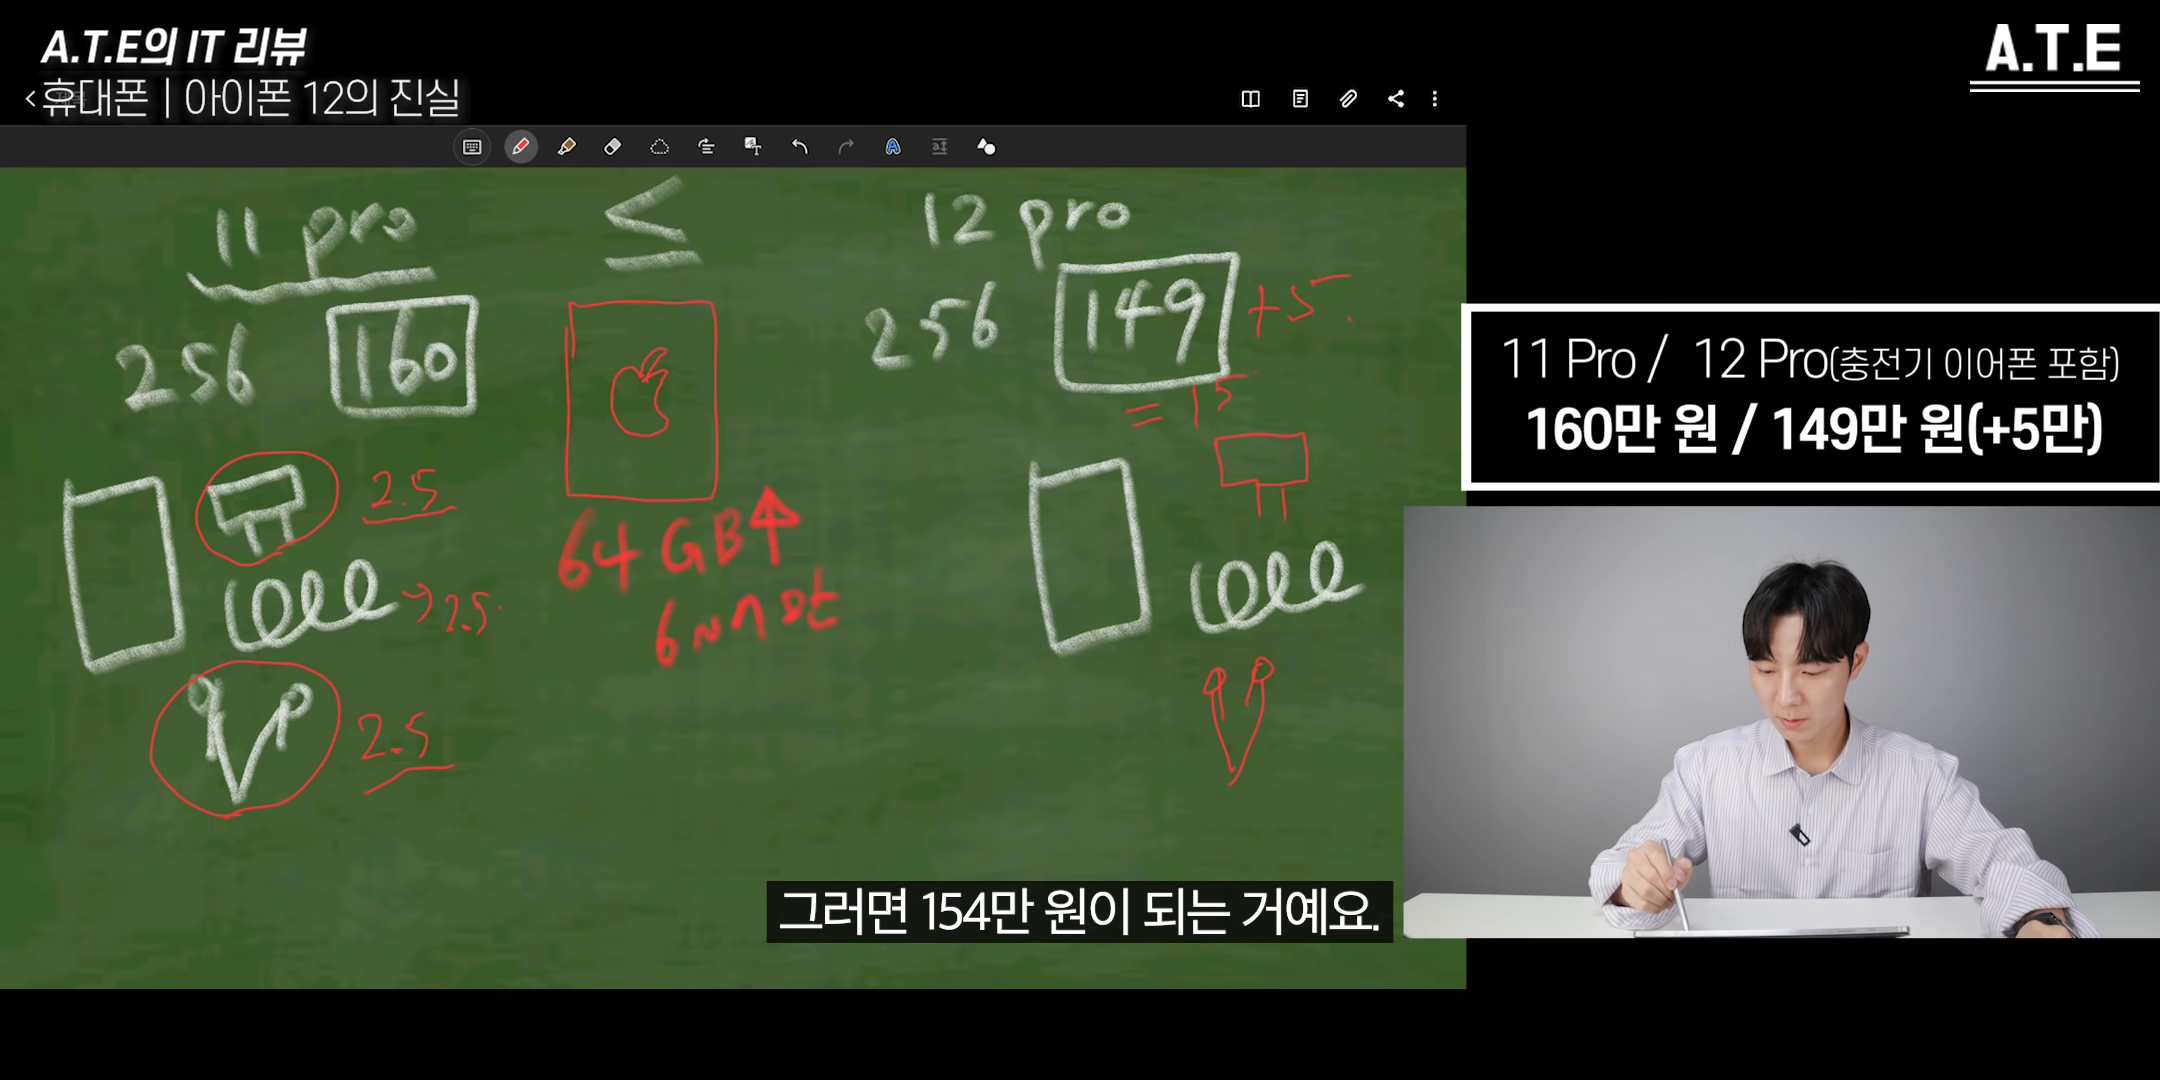 A.T.E의 IT 리뷰
휴대폰 | 아이폰 12의 진실
A.T.E
11 pro
≤
12 pro
256 160
256 149 +5.
= 15
11 Pro / 12 Pro(충전기 이어폰 포함)
160만 원 / 149만 원(+5만)
2.5
64 GB↑
→ 2.5
2.5
그러면 154만 원이 되는 거예요.